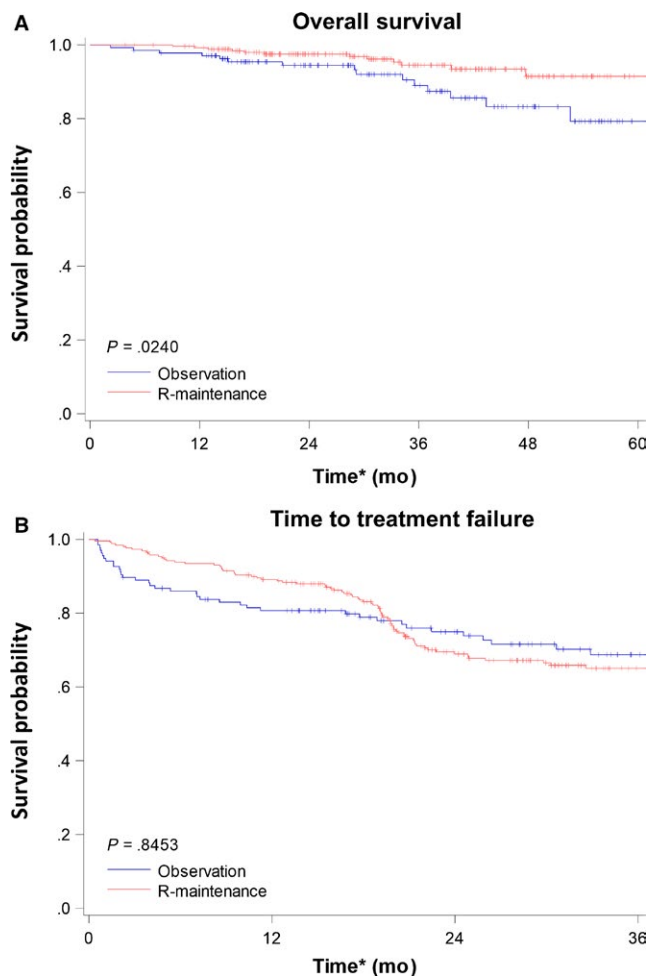 A
Overall survival
Survival probability
1.0
.8
.6
.4
.2
.0
P = .0240
Observation
R-maintenance
0 12 24 36 48 60
Time* (mo)
B
Time to treatment failure
Survival probability
1.0
.8
.6
.4
.2
.0
P = .8453
Observation
R-maintenance
0 12 24 36
Time* (mo)